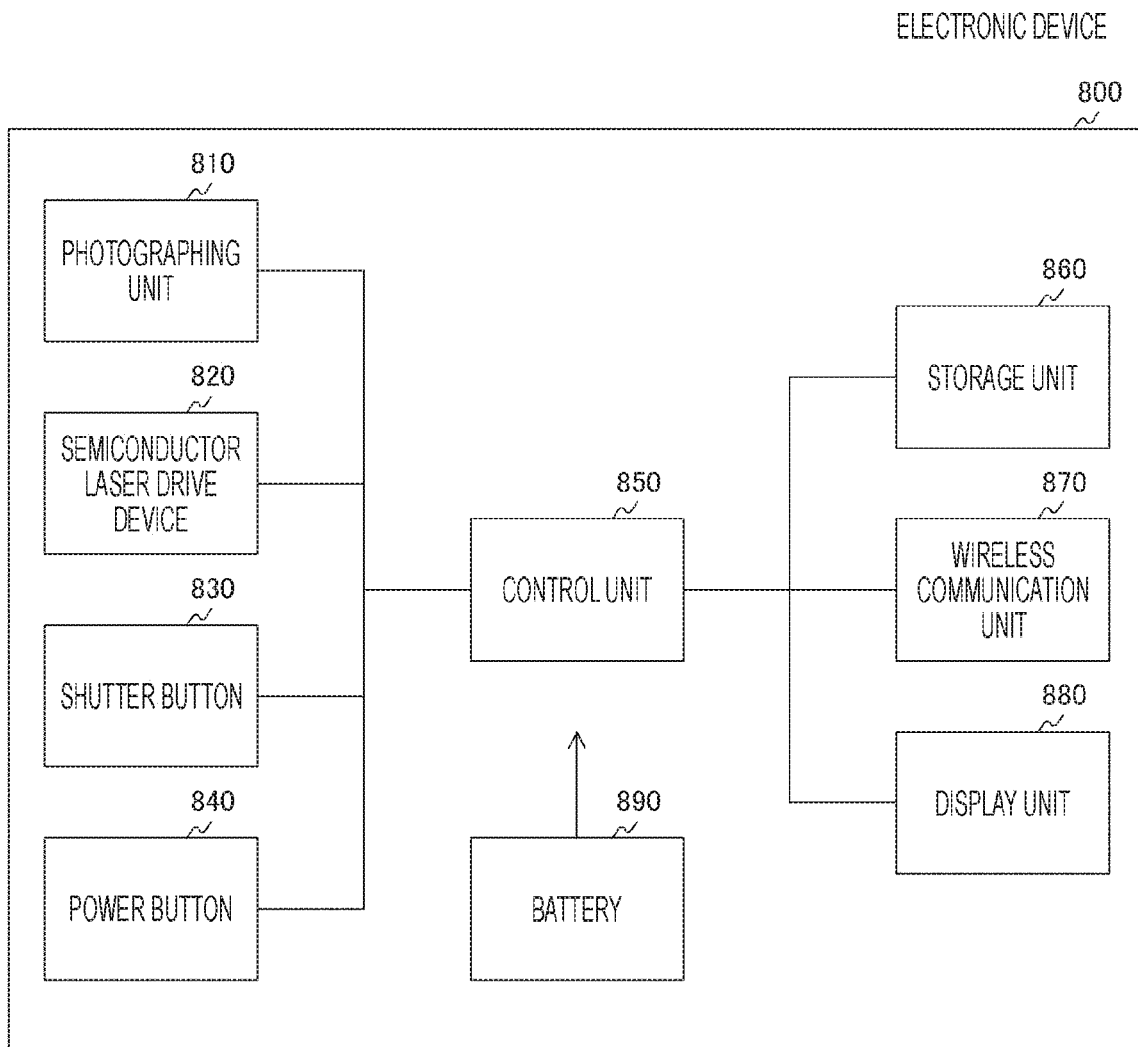 ELECTRONIC DEVICE
800
810
PHOTOGRAPHING
UNIT
820
SEMICONDUCTOR
LASER DRIVE
DEVICE
830
SHUTTER BUTTON
840
POWER BUTTON
850
CONTROL UNIT
890
BATTERY
860
STORAGE UNIT
870
WIRELESS
COMMUNICATION
UNIT
880
DISPLAY UNIT